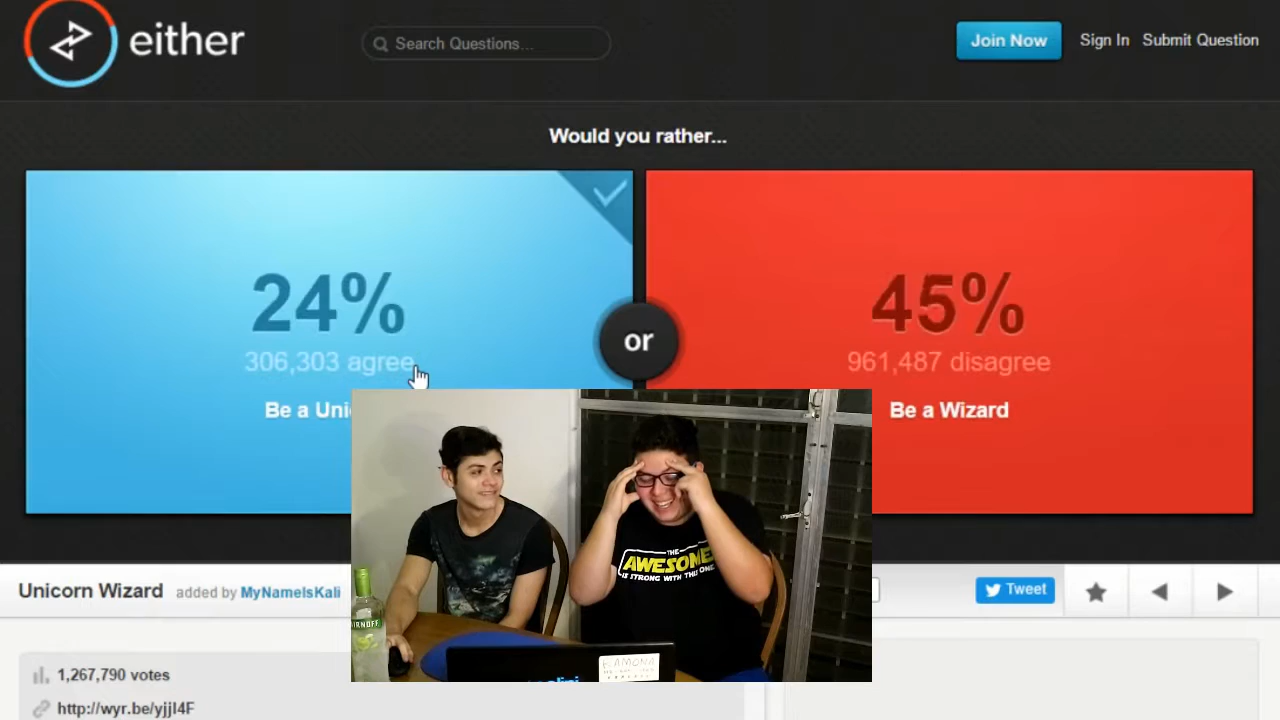 either
Search Questions...
Join Now
Sign In
Submit Question
Would you rather...
24%
306,303 agree
Be a
or
45%
961,487 disagree
Be a Wizard
THE
AWESOME
IS STRONG WITH THIS ONE
SMIRNOFF
RAMONA
Unicorn Wizard
added by MyNameIsKali
Tweet
1,267,790 votes
http://wyr.be/yjjI4F